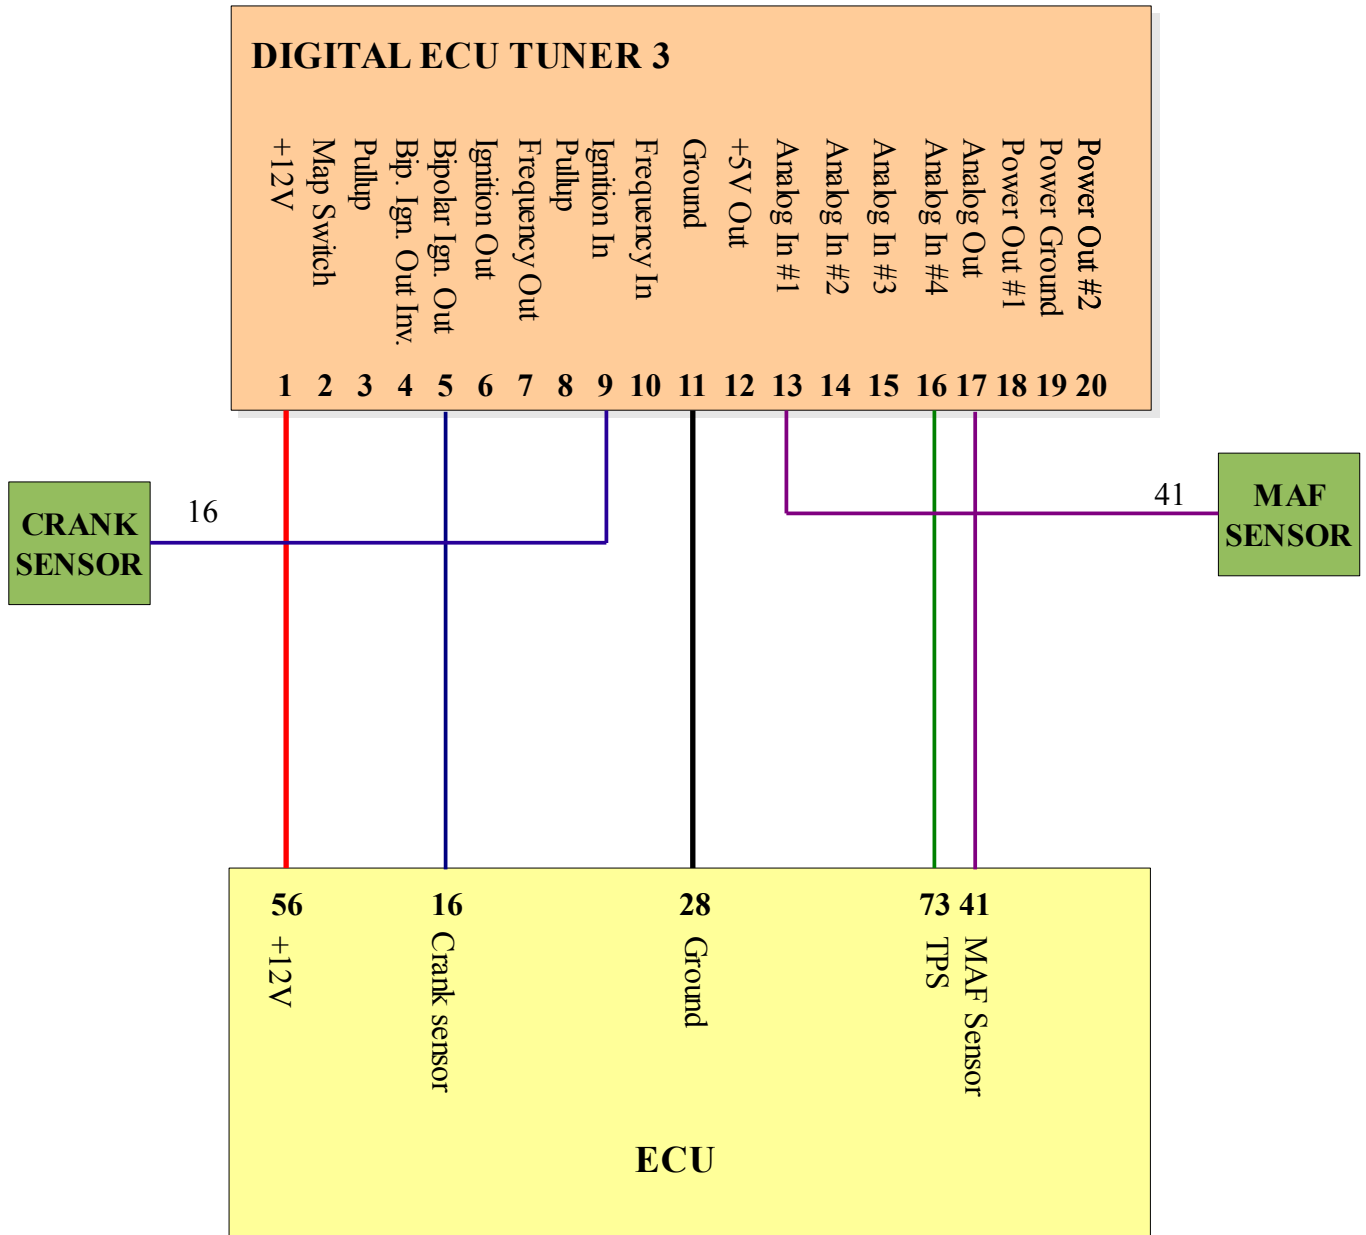 DIGITAL ECU TUNER 3
+12V
Map Switch
Pullup
Bip. Ign. Out Inv.
Bipolar Ign. Out
Ignition Out
Frequency Out
Pullup
Ignition In
Frequency In
Ground
+5V Out
Analog In #1
Analog In #2
Analog In #3
Analog In #4
Analog Out
Power Out #1
Power Ground
Power Out #2
1 2 3 4 5 6 7 8 9 10 11 12 13 14 15 16 17 18 19 20
CRANK
SENSOR
16
41
MAF
SENSOR
56 16 28 73 41
+12V
Crank sensor
Ground
TPS
MAF Sensor
ECU